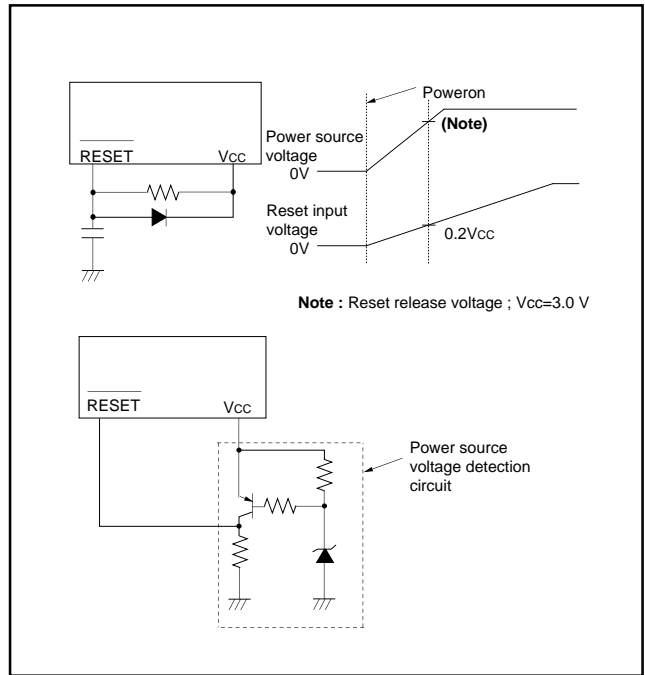 Poweron
(Note)
RESET
Vcc
Power source
voltage
0V
Reset input
voltage
0V
0.2Vcc
Note : Reset release voltage ; Vcc=3.0 V
RESET
Vcc
Power source
voltage detection
circuit